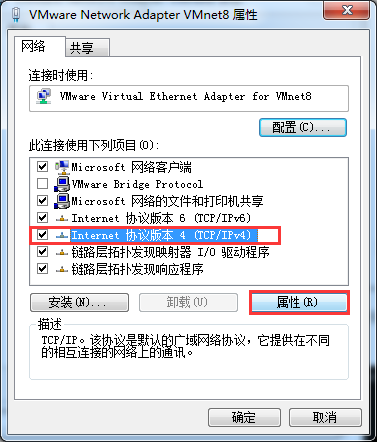 VMware Network Adapter VMnet8 属性
网络
共享
连接时使用:
VMware Virtual Ethernet Adapter for VMnet8
配置(C)...
此连接使用下列项目(O):
Microsoft 网络客户端
VMware Bridge Protocol
Microsoft 网络的文件和打印机共享
Internet 协议版本 6 (TCP/IPv6)
Internet 协议版本 4 (TCP/IPv4)
链路层拓扑发现映射器 I/O 驱动程序
链路层拓扑发现响应程序
安装(N)...
卸载(U)
属性(R)
描述
TCP/IP。该协议是默认的广域网络协议，它提供在不同
的相互连接的网络上的通讯。
确定
取消